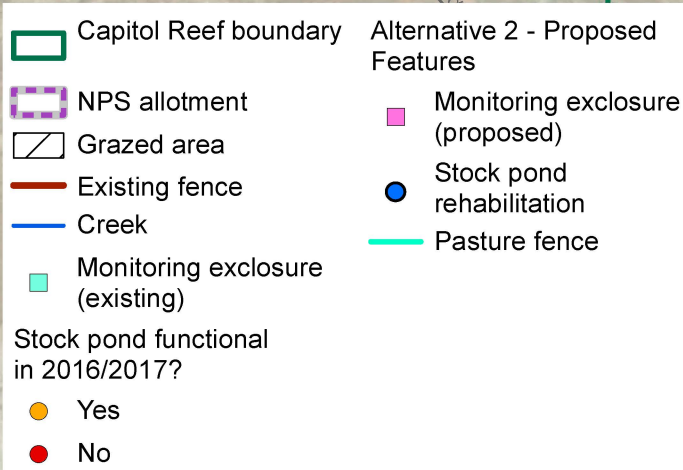 Capitol Reef boundary
NPS allotment
Grazed area
Existing fence
Creek
Monitoring exclosure
(existing)
Stock pond functional
in 2016/2017?
Yes
No
Alternative 2 - Proposed
Features
Monitoring exclosure
(proposed)
Stock pond
rehabilitation
Pasture fence